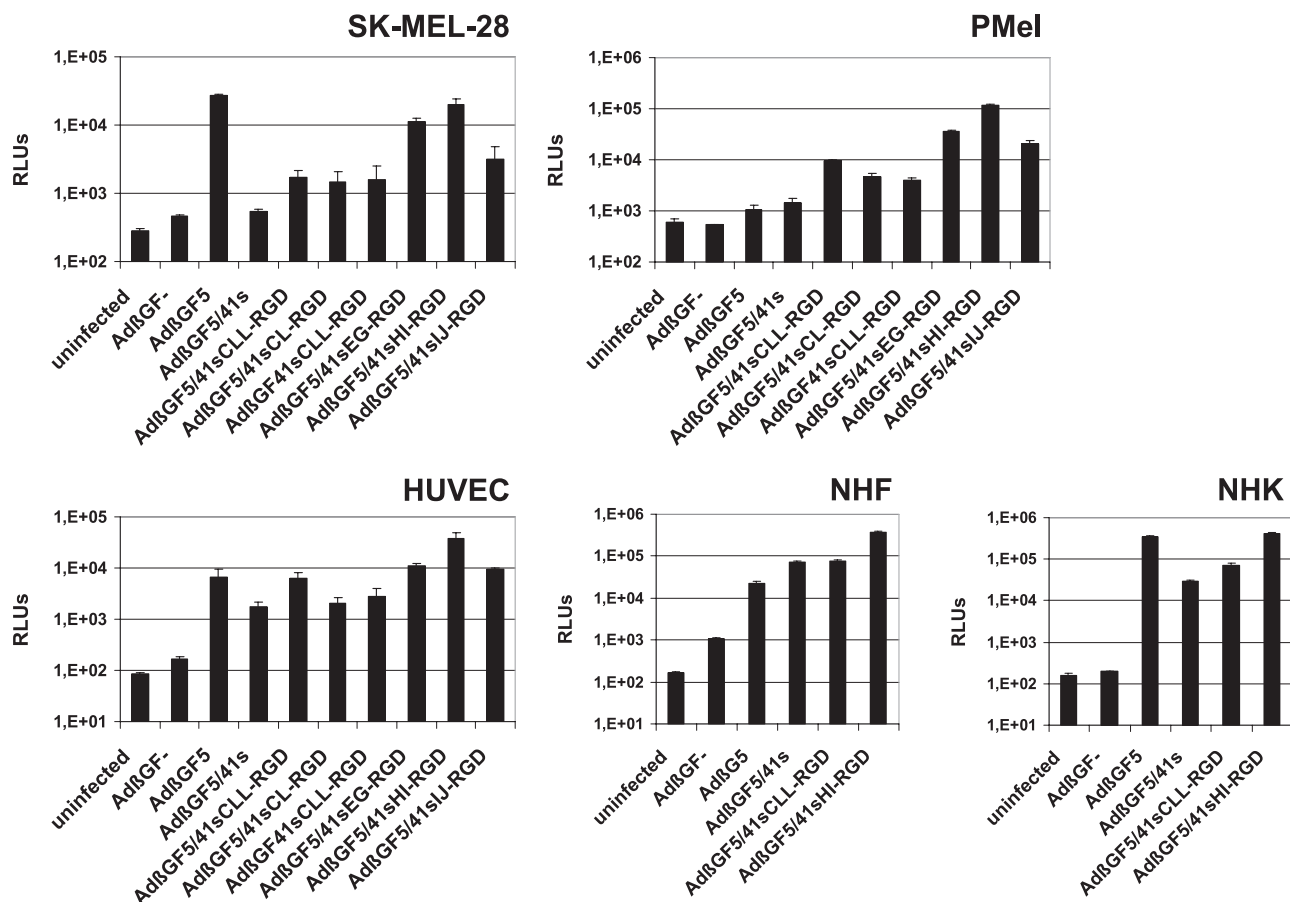 SK-MEL-28
RLUs
1,E+05
1,E+04
1,E+03
1,E+02
uninfected
AdßGF-
AdßGF5
AdßGF5/41s
AdßGF5/41sCLL-RGD
AdßGF5/41sCL-RGD
AdßGF41sCLL-RGD
AdßGF5/41sEG-RGD
AdßGF5/41sHI-RGD
AdßGF5/41sIJ-RGD
PMel
RLUs
1,E+06
1,E+05
1,E+04
1,E+03
1,E+02
uninfected
AdßGF-
AdßGF5
AdßGF5/41s
AdßGF5/41sCLL-RGD
AdßGF5/41sCL-RGD
AdßGF41sCLL-RGD
AdßGF5/41sEG-RGD
AdßGF5/41sHI-RGD
AdßGF5/41sIJ-RGD
HUVEC
RLUs
1,E+05
1,E+04
1,E+03
1,E+02
1,E+01
uninfected
AdßGF-
AdßGF5
AdßGF5/41s
AdßGF5/41sCLL-RGD
AdßGF5/41sCL-RGD
AdßGF41sCLL-RGD
AdßGF5/41sEG-RGD
AdßGF5/41sHI-RGD
AdßGF5/41sIJ-RGD
NHF
RLUs
1,E+06
1,E+05
1,E+04
1,E+03
1,E+02
1,E+01
uninfected
AdßGF-
AdßG5
AdßGF5/41s
AdßGF5/41sCLL-RGD
AdßGF5/41sHI-RGD
NHK
RLUs
1,E+06
1,E+05
1,E+04
1,E+03
1,E+02
1,E+01
uninfected
AdßGF-
AdßGF5
AdßGF5/41s
AdßGF5/41sCLL-RGD
AdßGF5/41sHI-RGD